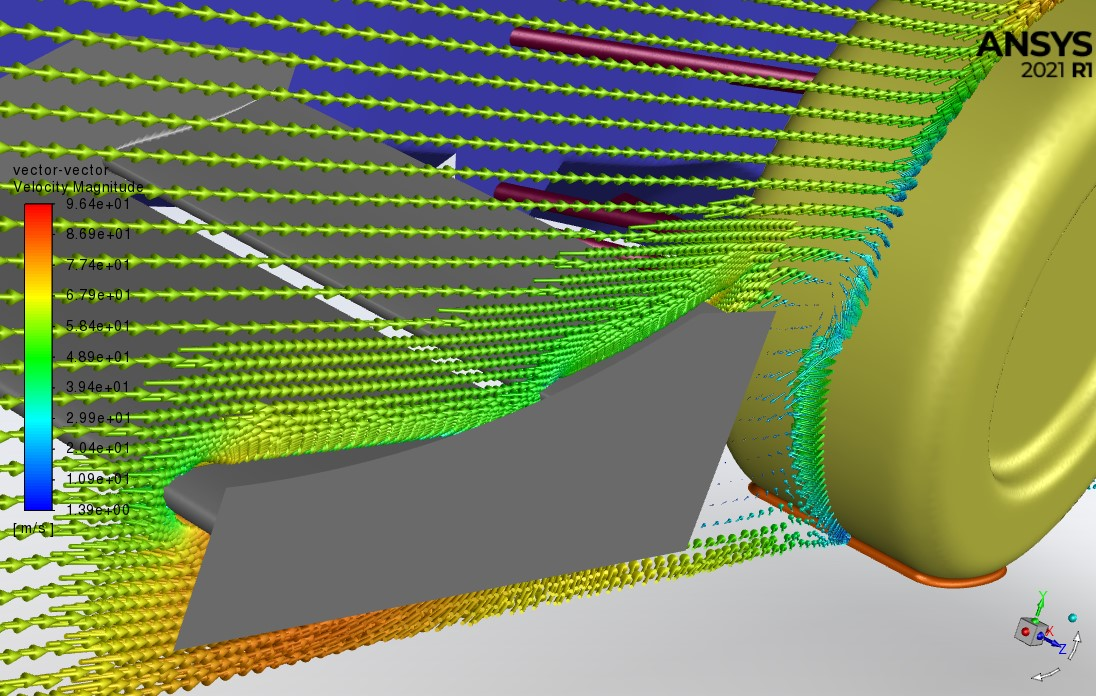 ANSYS
2021 R1
vector-vector
Velocity Magnitude
9.64e+01
8.69e+01
7.74e+01
6.79e+01
5.84e+01
4.89e+01
3.94e+01
2.99e+01
2.04e+01
1.09e+01
1.39e+00
[m/s]
Y
X
Z